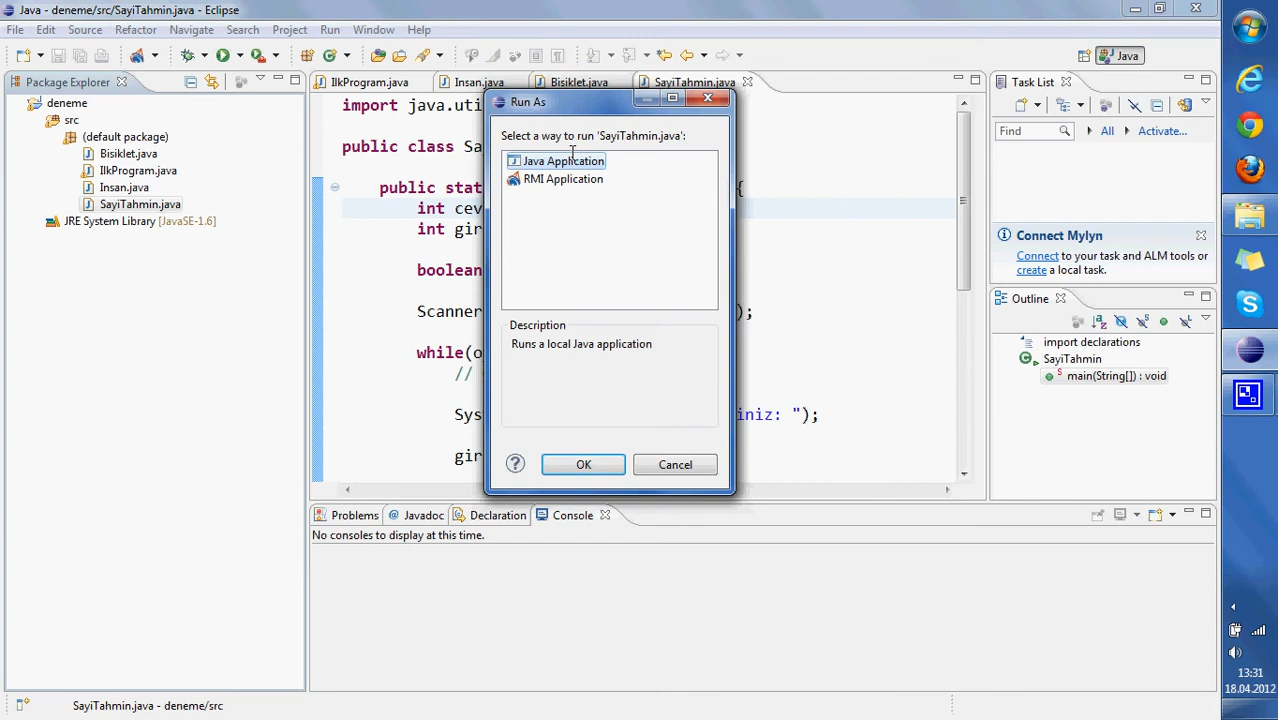 Java - deneme/src/SayiTahmin.java - Eclipse
File Edit Source Refactor Navigate Search Project Run Window Help
Java
Package Explorer
deneme
src
(default package)
Bisiklet.java
IlkProgram.java
Insan.java
SayiTahmin.java
JRE System Library [JavaSE-1.6]
IlkProgram.java Insan.java Bisiklet.java SayiTahmin.java
import java.uti
public class Sa
public stat {
int cev
int gir
boolean
Scanner );
while(o
//
Sys iniz: ");
gir
Run As
Select a way to run 'SayiTahmin.java':
Java Application
RMI Application
Description
Runs a local Java application
OK Cancel
Task List
Find All Activate...
Connect Mylyn
Connect to your task and ALM tools or
create a local task.
Outline
import declarations
SayiTahmin
main(String[]) : void
Problems @ Javadoc Declaration Console
No consoles to display at this time.
SayiTahmin.java - deneme/src
13:31
18.04.2012